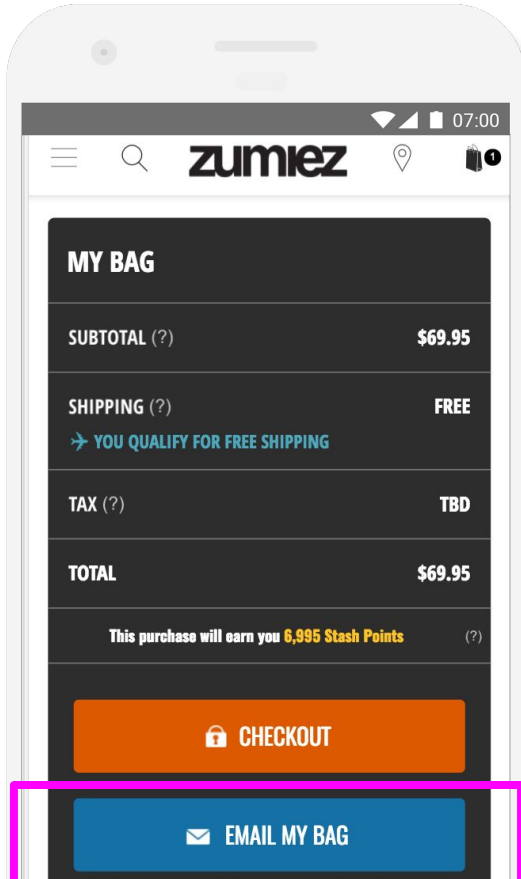 07:00
zumiez 1
MY BAG
SUBTOTAL (?) $69.95
SHIPPING (?) FREE
YOU QUALIFY FOR FREE SHIPPING
TAX (?) TBD
TOTAL $69.95
This purchase will earn you 6,995 Stash Points (?)
CHECKOUT
EMAIL MY BAG